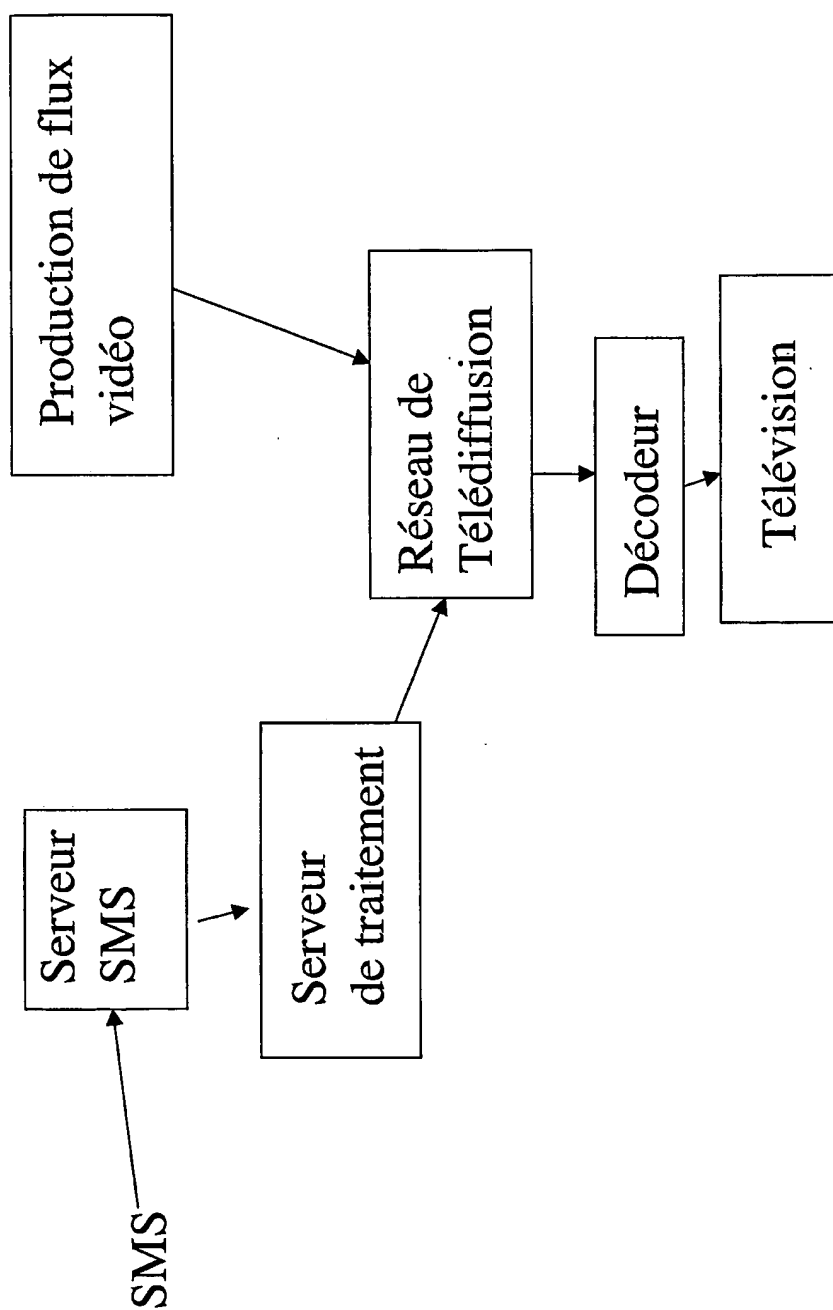 SMS
Serveur
SMS
Serveur
de traitement
Production de flux
vidéo
Réseau de
Télédiffusion
Décodeur
Télévision